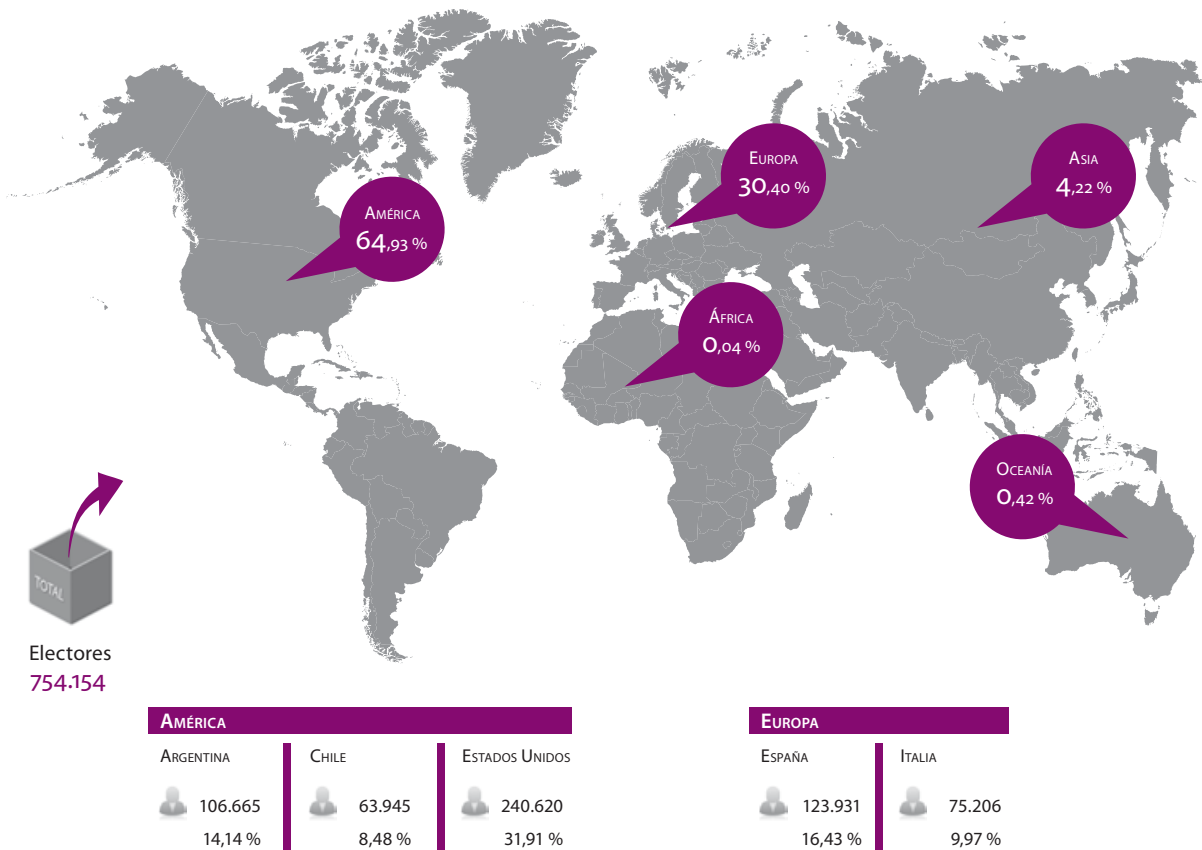 Europa
30,40 %
Asia
4,22 %
América
64,93 %
África
0,04 %
Oceanía
0,42 %
TOTAL
Electores
754.154
América
Argentina
106.665
14,14 %
Chile
63.945
8,48 %
Estados Unidos
240.620
31,91 %
Europa
España
123.931
16,43 %
Italia
75.206
9,97 %